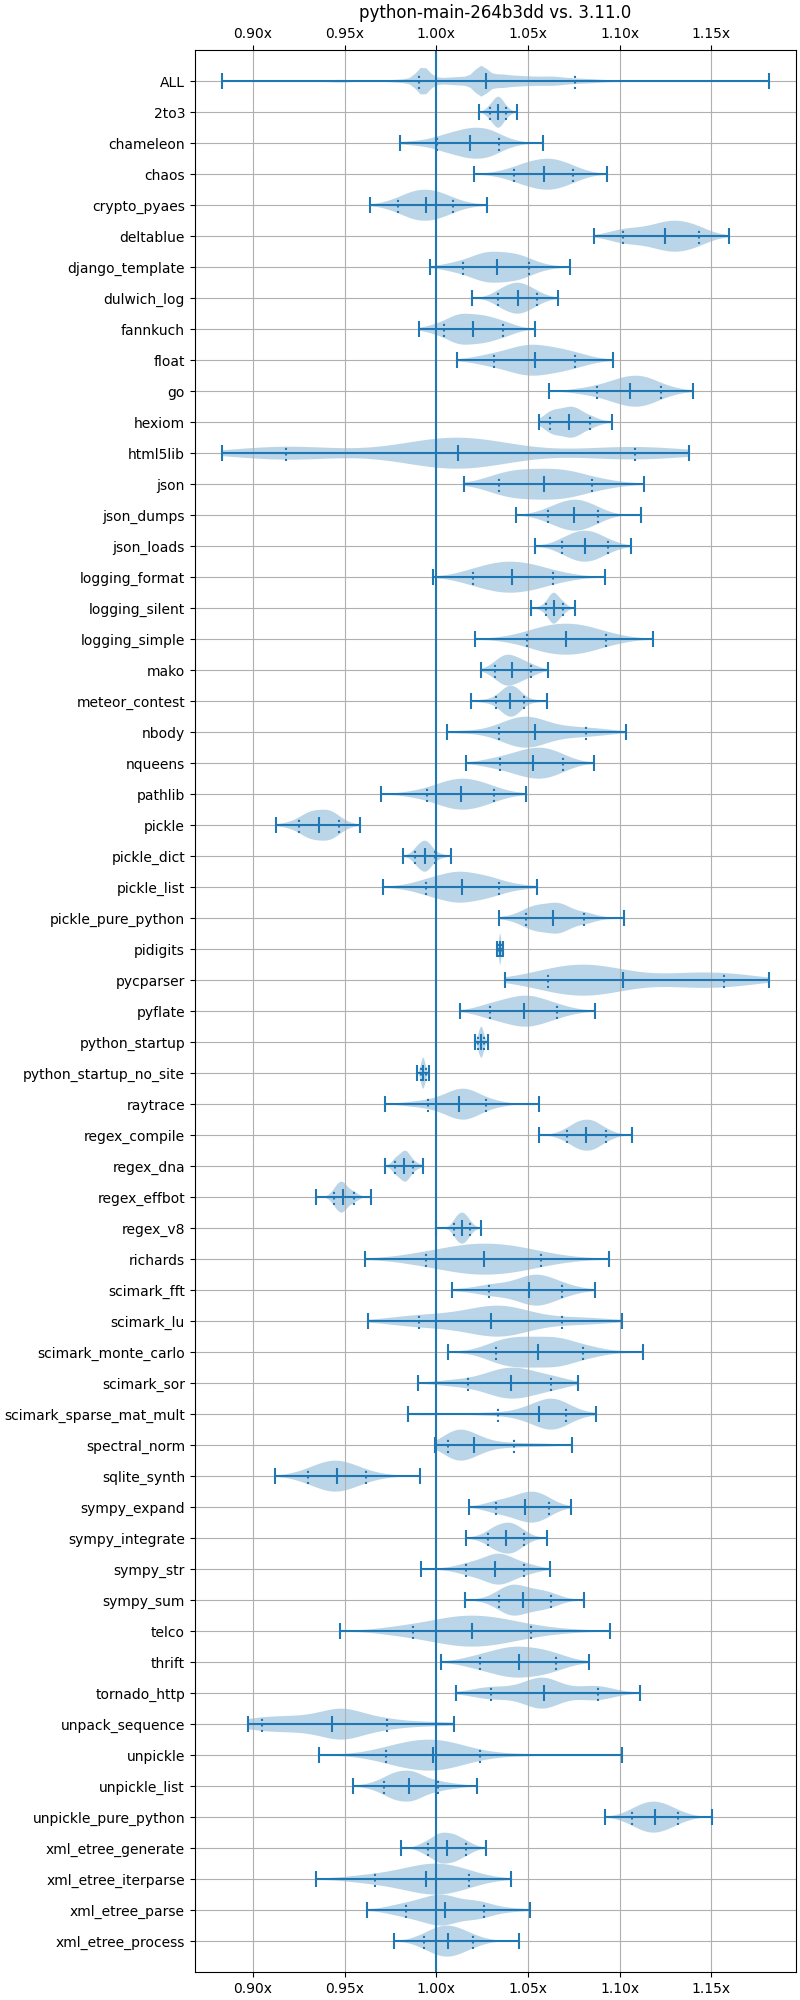 python-main-264b3dd vs. 3.11.0
0.90x 0.95x 1.00x 1.05x 1.10x 1.15x
ALL
2to3
chameleon
chaos
crypto_pyaes
deltablue
django_template
dulwich_log
fannkuch
float
go
hexiom
html5lib
json
json_dumps
json_loads
logging_format
logging_silent
logging_simple
mako
meteor_contest
nbody
nqueens
pathlib
pickle
pickle_dict
pickle_list
pickle_pure_python
pidigits
pycparser
pyflate
python_startup
python_startup_no_site
raytrace
regex_compile
regex_dna
regex_effbot
regex_v8
richards
scimark_fft
scimark_lu
scimark_monte_carlo
scimark_sor
scimark_sparse_mat_mult
spectral_norm
sqlite_synth
sympy_expand
sympy_integrate
sympy_str
sympy_sum
telco
thrift
tornado_http
unpack_sequence
unpickle
unpickle_list
unpickle_pure_python
xml_etree_generate
xml_etree_iterparse
xml_etree_parse
xml_etree_process
0.90x 0.95x 1.00x 1.05x 1.10x 1.15x